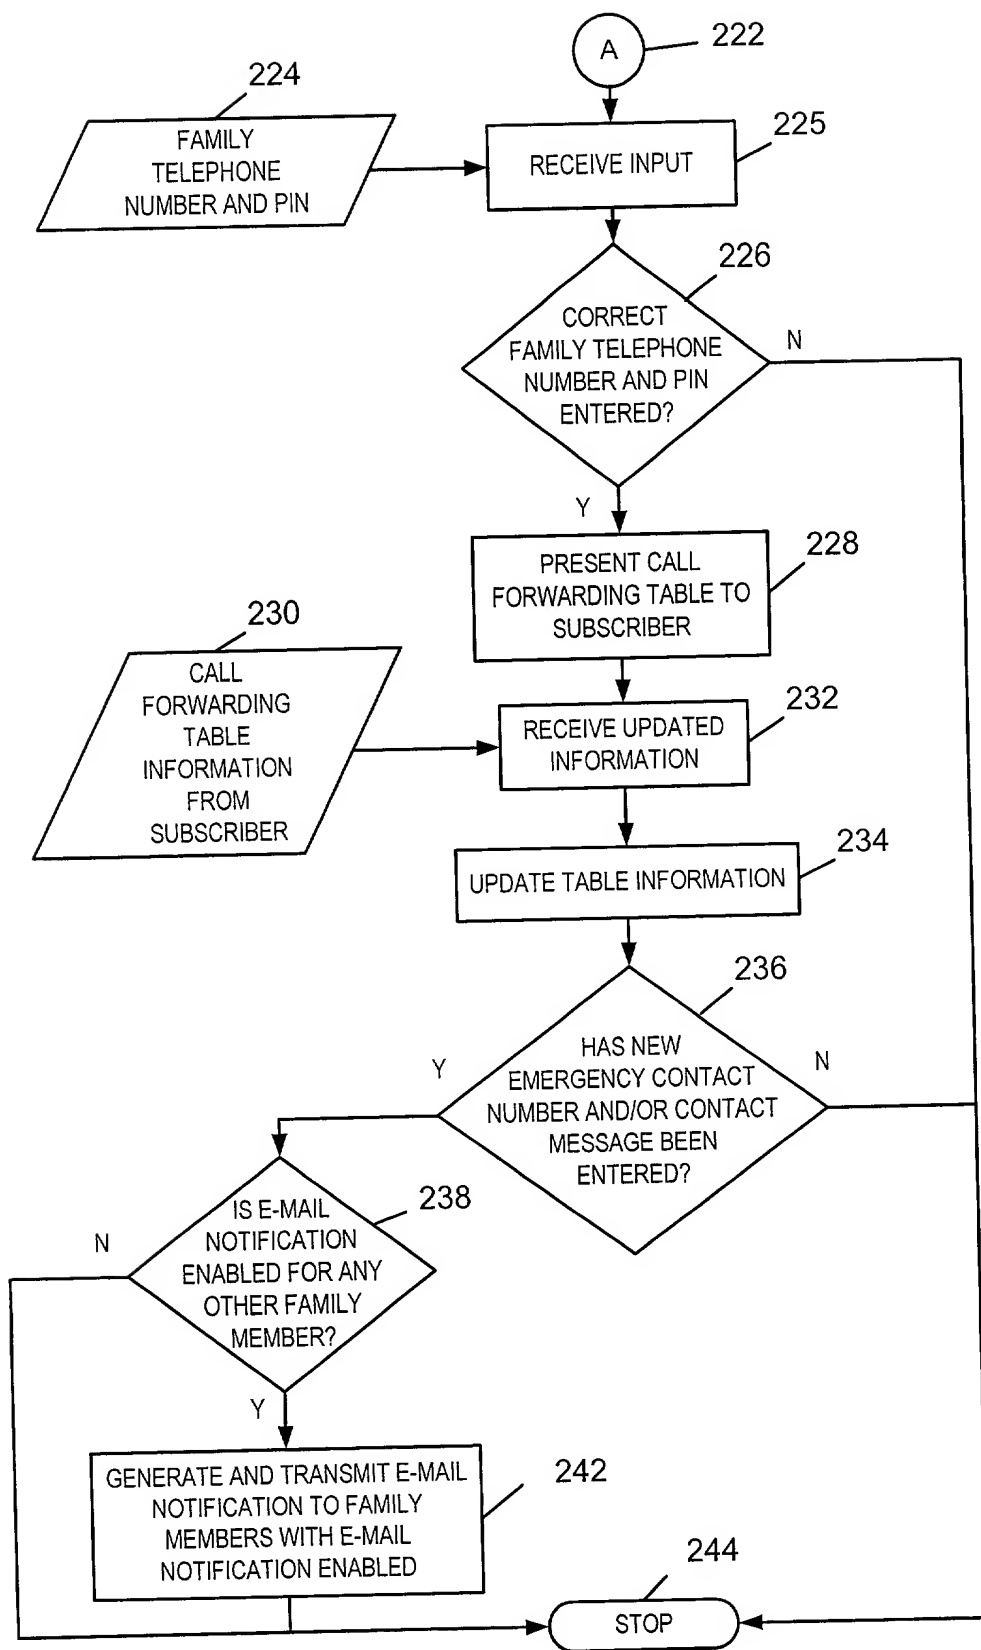 A
222
224
FAMILY
TELEPHONE
NUMBER AND PIN
225
RECEIVE INPUT
226
CORRECT
FAMILY TELEPHONE
NUMBER AND PIN
ENTERED?
N
Y
228
PRESENT CALL
FORWARDING TABLE TO
SUBSCRIBER
230
CALL
FORWARDING
TABLE
INFORMATION
FROM
SUBSCRIBER
232
RECEIVE UPDATED
INFORMATION
234
UPDATE TABLE INFORMATION
236
HAS NEW
EMERGENCY CONTACT
NUMBER AND/OR CONTACT
MESSAGE BEEN
ENTERED?
Y
N
238
IS E-MAIL
NOTIFICATION
ENABLED FOR ANY
OTHER FAMILY
MEMBER?
N
Y
242
GENERATE AND TRANSMIT E-MAIL
NOTIFICATION TO FAMILY
MEMBERS WITH E-MAIL
NOTIFICATION ENABLED
244
STOP